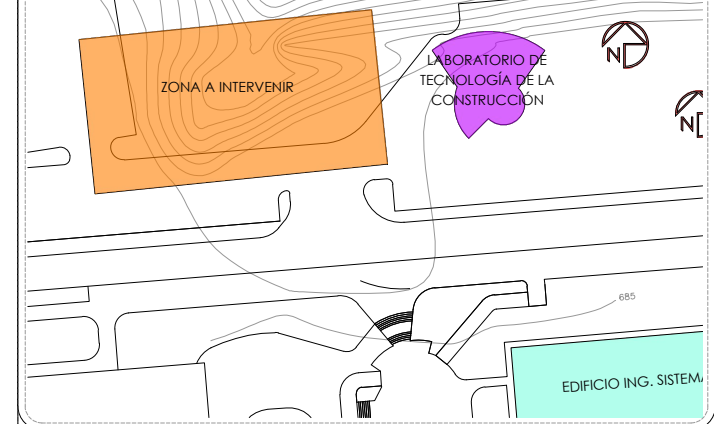 LABORATORIO DE
TECNOLOGÍA DE LA
CONSTRUCCIÓN
ZONA A INTERVENIR
N
N
685
EDIFICIO ING. SISTEMA